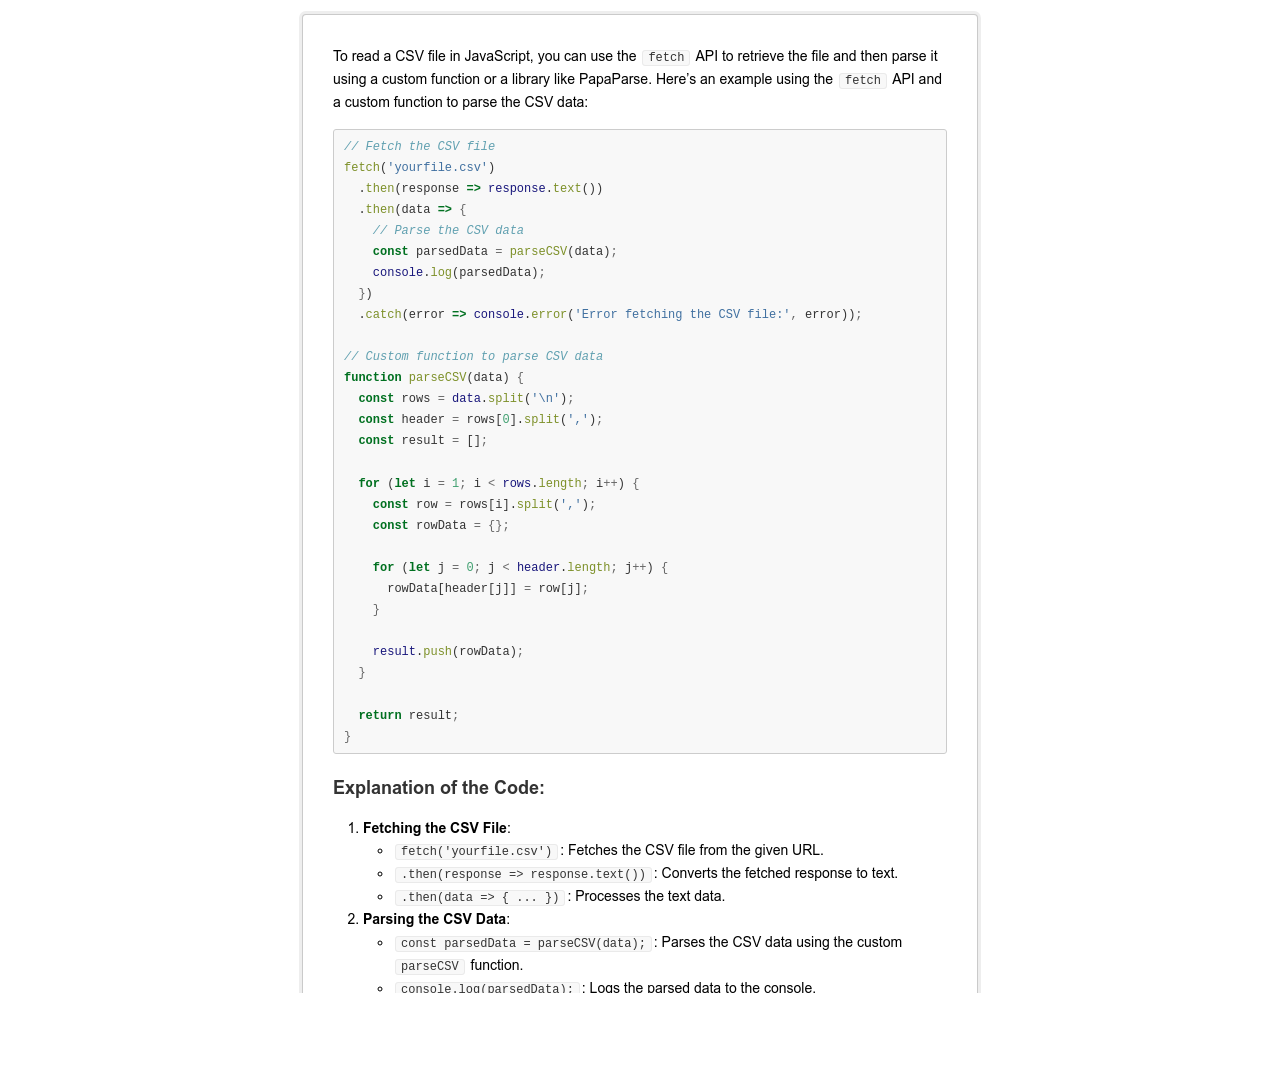 To read a CSV file in JavaScript, you can use the fetch API to retrieve the file and then parse it
using a custom function or a library like PapaParse. Here’s an example using the fetch API and
a custom function to parse the CSV data:
// Fetch the CSV file
fetch('yourfile.csv')
  .then(response => response.text())
  .then(data => {
    // Parse the CSV data
    const parsedData = parseCSV(data);
    console.log(parsedData);
  })
  .catch(error => console.error('Error fetching the CSV file:', error));

// Custom function to parse CSV data
function parseCSV(data) {
  const rows = data.split('\n');
  const header = rows[0].split(',');
  const result = [];

  for (let i = 1; i < rows.length; i++) {
    const row = rows[i].split(',');
    const rowData = {};

    for (let j = 0; j < header.length; j++) {
      rowData[header[j]] = row[j];
    }

    result.push(rowData);
  }

  return result;
}
Explanation of the Code:
1. Fetching the CSV File:
◦ fetch('yourfile.csv') : Fetches the CSV file from the given URL.
◦ .then(response => response.text()) : Converts the fetched response to text.
◦ .then(data => { ... }) : Processes the text data.
2. Parsing the CSV Data:
◦ const parsedData = parseCSV(data); : Parses the CSV data using the custom
parseCSV function.
◦ console.log(parsedData); : Logs the parsed data to the console.